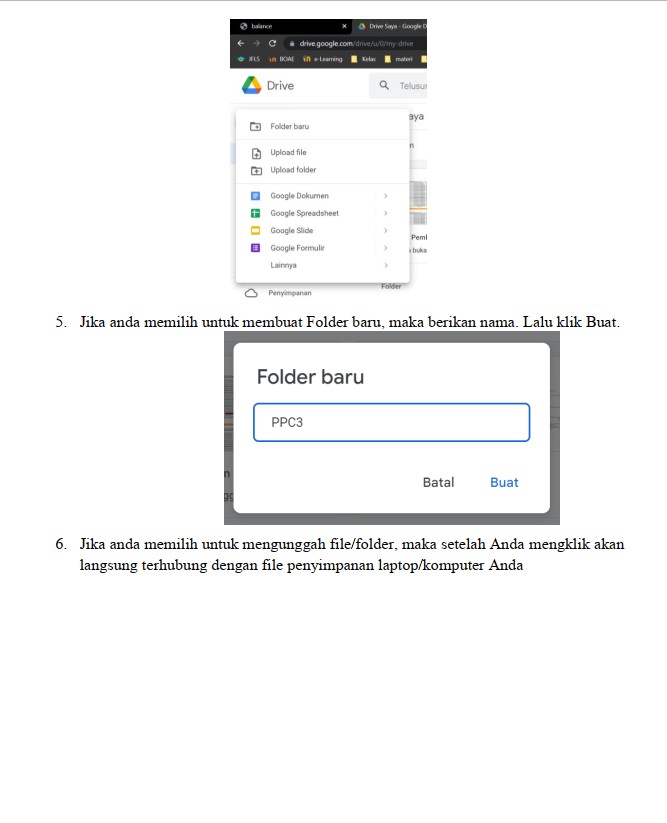 balance
Drive Saya - Google D
drive.google.com/drive/u/0/my-drive
JFLS BOAE e-Learning Kelas materi
Drive
Telusur
aya
Folder baru
n
Upload file
Upload folder
Google Dokumen
Google Spreadsheet
Google Slide
Pemi
Google Formulir
buka
Lainnya
Folder
Penyimpanan
5. Jika anda memilih untuk membuat Folder baru, maka berikan nama. Lalu klik Buat.
Folder baru
PPC3
Batal Buat
6. Jika anda memilih untuk mengunggah file/folder, maka setelah Anda mengklik akan
langsung terhubung dengan file penyimpanan laptop/komputer Anda